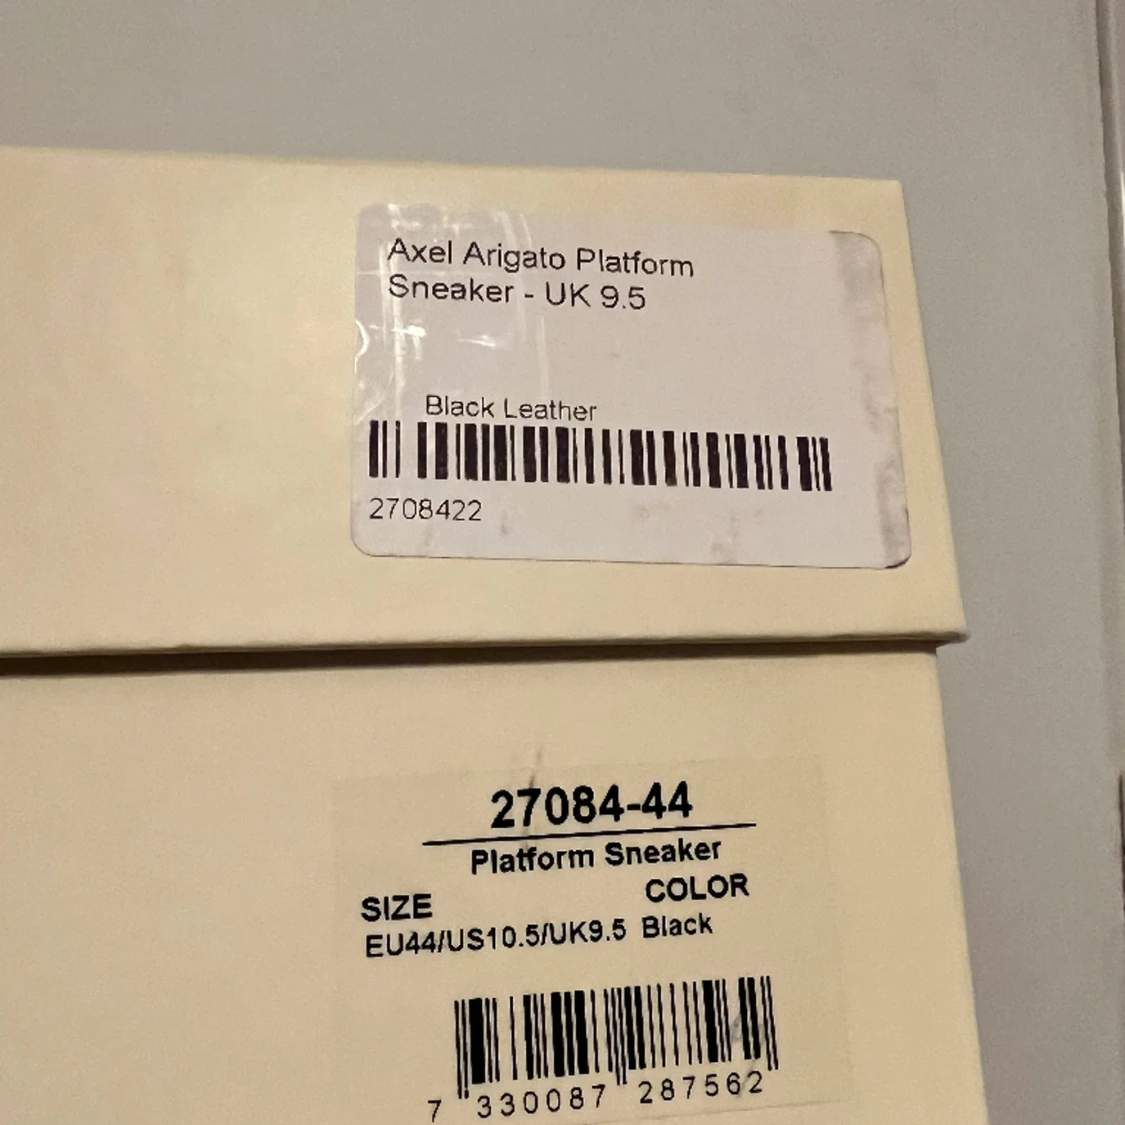 Axel Arigato Platform
Sneaker - UK 9.5
Black Leather
2708422
27084-44
Platform Sneaker
SIZE COLOR
EU44/US10.5/UK9.5 Black
7 330087 287562